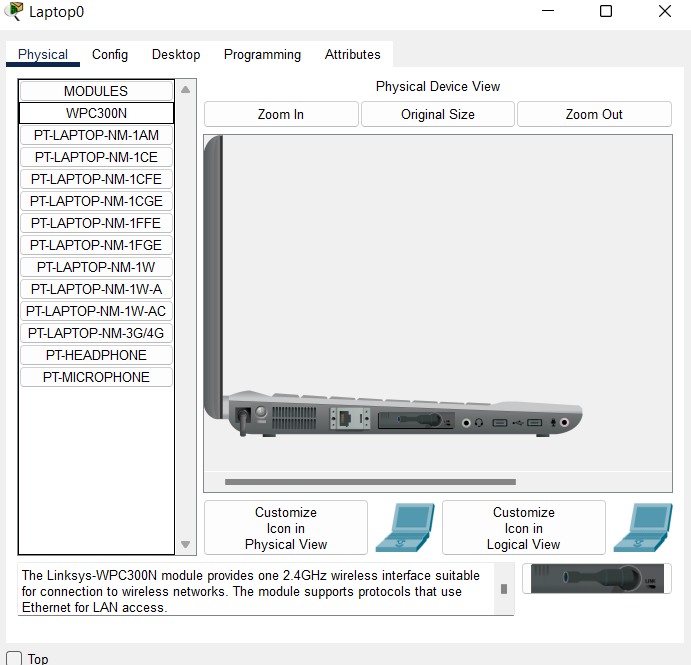 Laptop0
Physical Config Desktop Programming Attributes
MODULES
WPC300N
PT-LAPTOP-NM-1AM
PT-LAPTOP-NM-1CE
PT-LAPTOP-NM-1CFE
PT-LAPTOP-NM-1CGE
PT-LAPTOP-NM-1FFE
PT-LAPTOP-NM-1FGE
PT-LAPTOP-NM-1W
PT-LAPTOP-NM-1W-A
PT-LAPTOP-NM-1W-AC
PT-LAPTOP-NM-3G/4G
PT-HEADPHONE
PT-MICROPHONE
Physical Device View
Zoom In Original Size Zoom Out
Customize
Icon in
Physical View
Customize
Icon in
Logical View
The Linksys-WPC300N module provides one 2.4GHz wireless interface suitable
for connection to wireless networks. The module supports protocols that use
Ethernet for LAN access.
LINK
Top